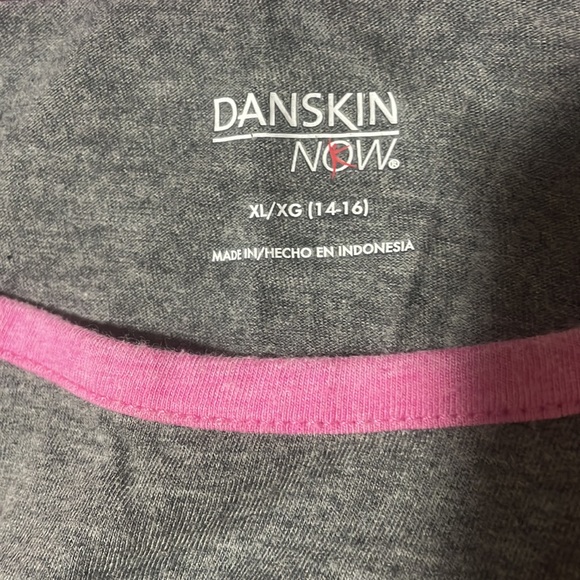 DANSKIN
NOW®
XL/XG (14-16)
MADE IN/HECHO EN INDONESIA